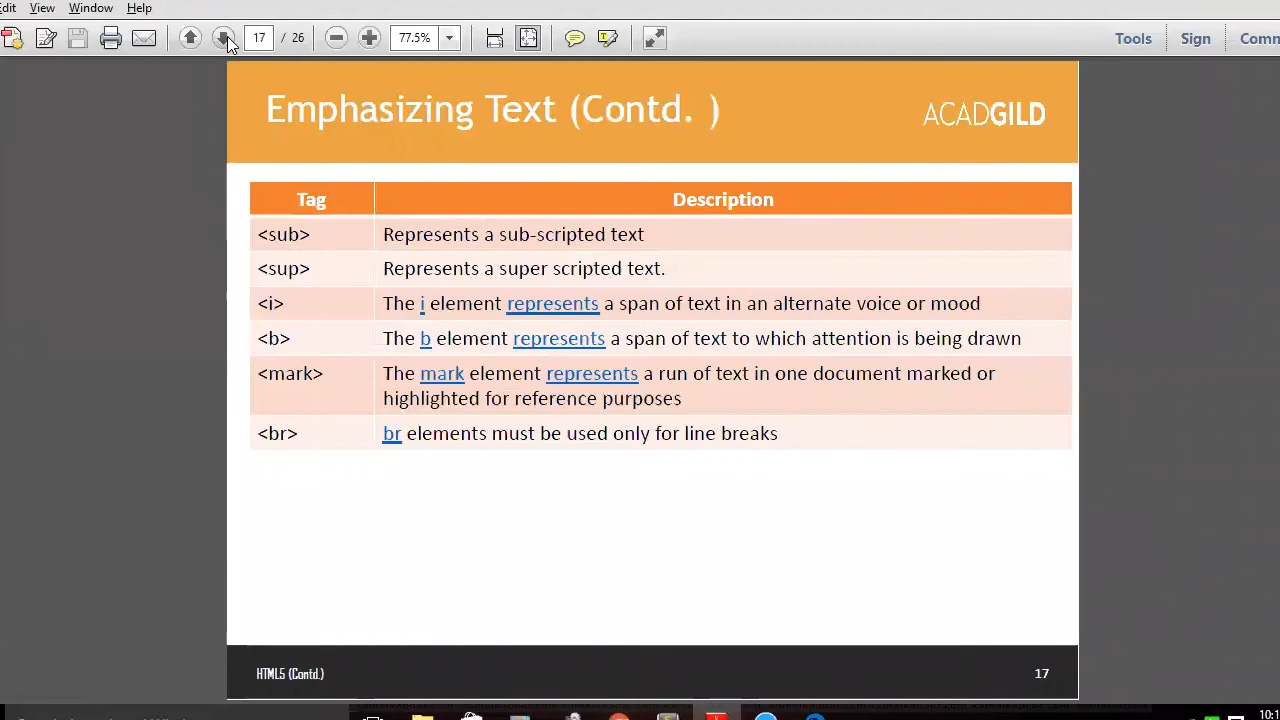 Edit View Window Help
17 / 26 77.5% Tools Sign Comm
Emphasizing Text (Contd. )
ACADGILD
Tag Description
<sub> Represents a sub-scripted text
<sup> Represents a super scripted text.
<i> The i element represents a span of text in an alternate voice or mood
<b> The b element represents a span of text to which attention is being drawn
<mark> The mark element represents a run of text in one document marked or
highlighted for reference purposes
<br> br elements must be used only for line breaks
HTML5 (Contd.) 17
10:1